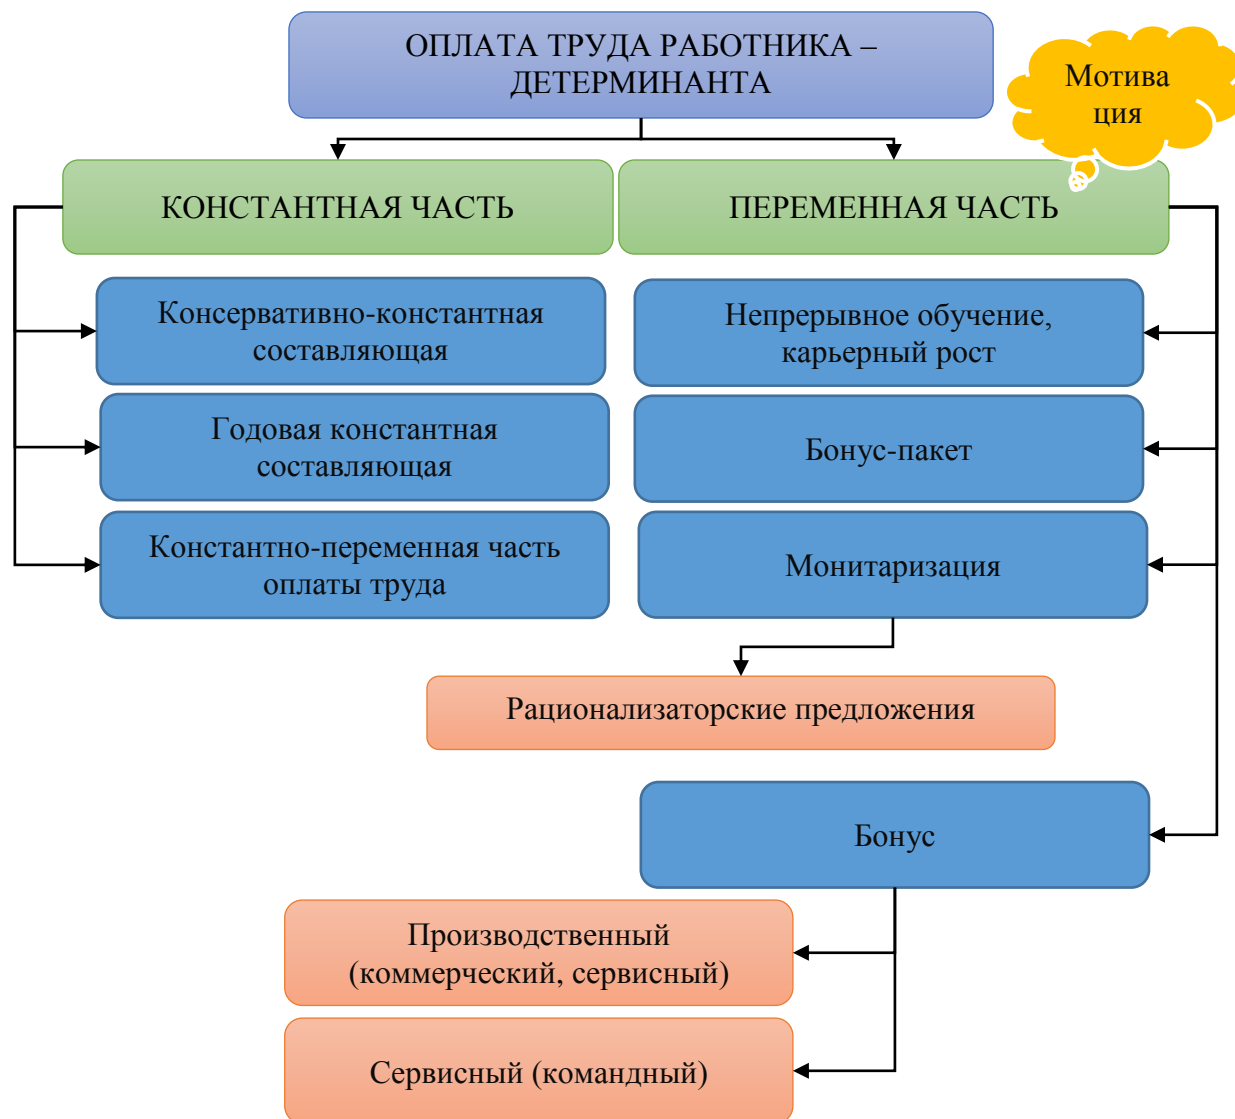 ОПЛАТА ТРУДА РАБОТНИКА –
ДЕТЕРМИНАНТА
Мотива
ция
КОНСТАНТНАЯ ЧАСТЬ
ПЕРЕМЕННАЯ ЧАСТЬ
Консервативно-константная
составляющая
Непрерывное обучение,
карьерный рост
Годовая константная
составляющая
Бонус-пакет
Константно-переменная часть
оплаты труда
Монитаризация
Рационализаторские предложения
Бонус
Производственный
(коммерческий, сервисный)
Сервисный (командный)